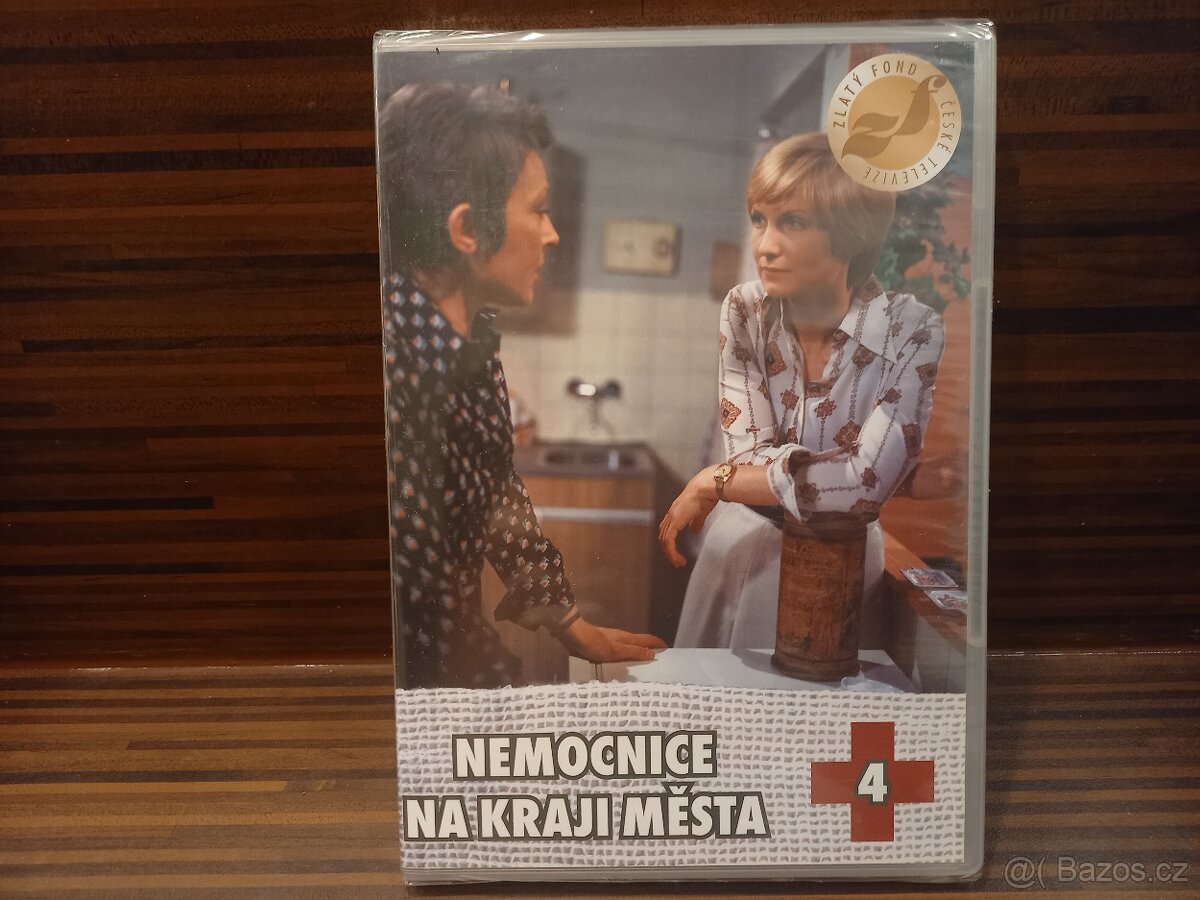 ZLATÝ FOND ČESKÉ TELEVIZE
NEMOCNICE
NA KRAJI MĚSTA
4
@( Bazos.cz